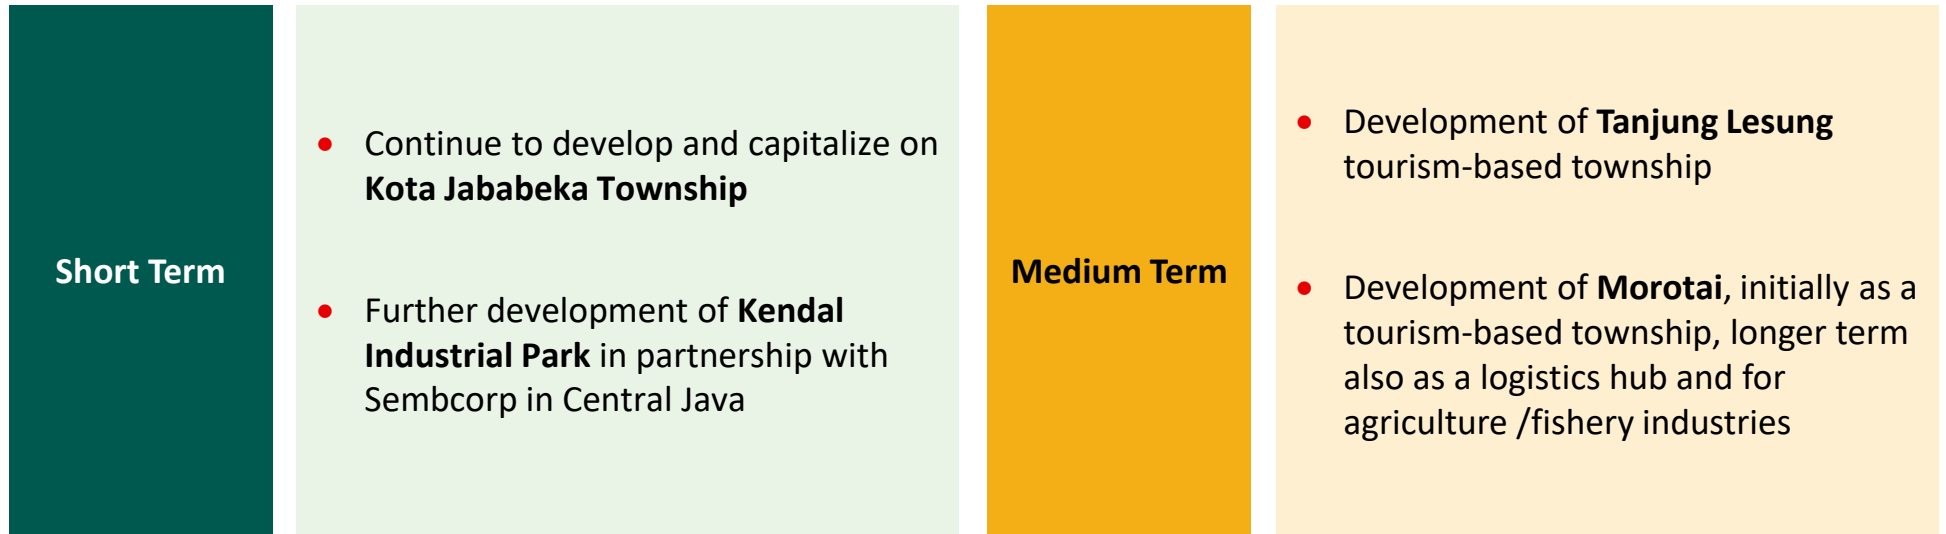 Short Term
• Continue to develop and capitalize on
Kota Jababeka Township
• Further development of Kendal
Industrial Park in partnership with
Sembcorp in Central Java
Medium Term
• Development of Tanjung Lesung
tourism-based township
• Development of Morotai, initially as a
tourism-based township, longer term
also as a logistics hub and for
agriculture /fishery industries